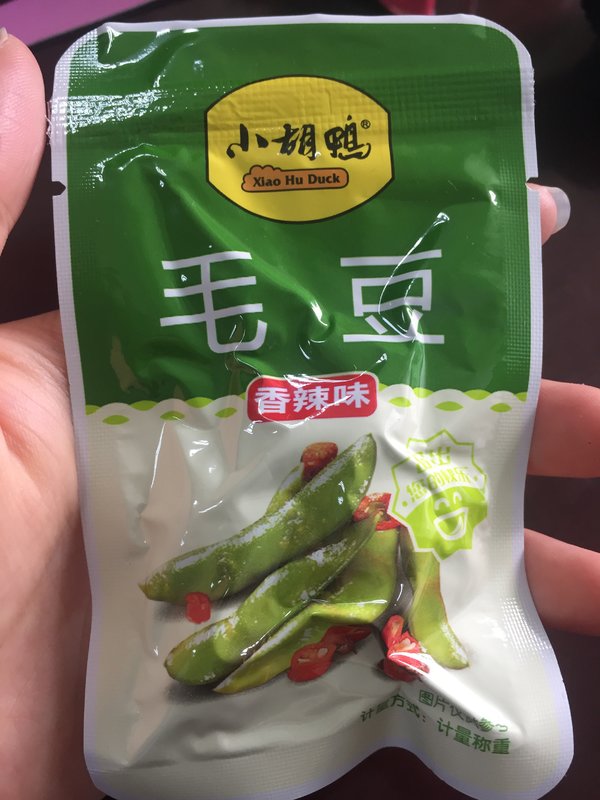 小胡鸭®
Xiao Hu Duck
毛豆
香辣味
图片仅供参考
计量方式：计量称重